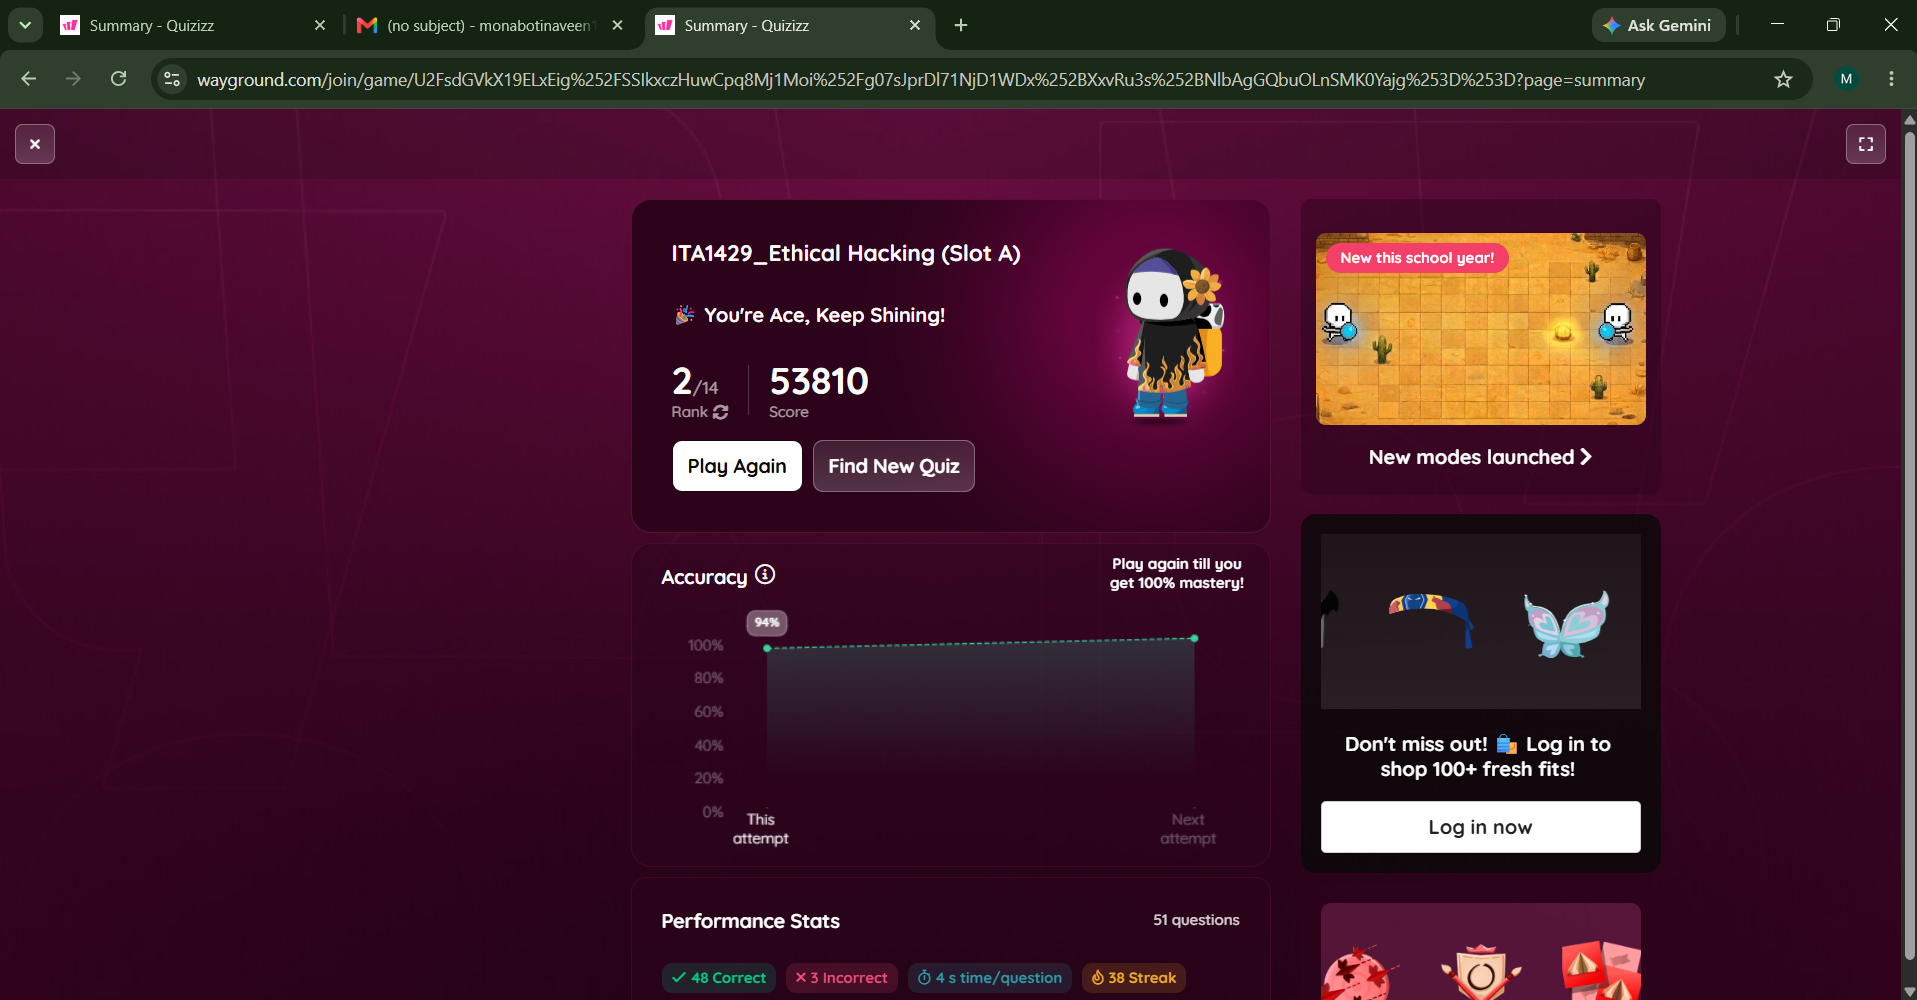 Summary - Quizizz
(no subject) - monabotinaveen1
Summary - Quizizz
Ask Gemini
wayground.com/join/game/U2FsdGVkX19ELxEig%252FSSIkxczHuwCpq8Mj1Moi%252Fg07sJprDl71NjD1WDx%252BXxvRu3s%252BNlbAgGQbuOLnSMK0Yajg%253D%253D?page=summary
M
ITA1429_Ethical Hacking (Slot A)
You're Ace, Keep Shining!
2/14
53810
Rank
Score
Play Again
Find New Quiz
New this school year!
New modes launched
Accuracy
Play again till you
get 100% mastery!
94%
100%
80%
60%
40%
20%
0%
This
attempt
Next
attempt
Don't miss out! Log in to
shop 100+ fresh fits!
Log in now
Performance Stats
51 questions
48 Correct
3 Incorrect
4 s time/question
38 Streak